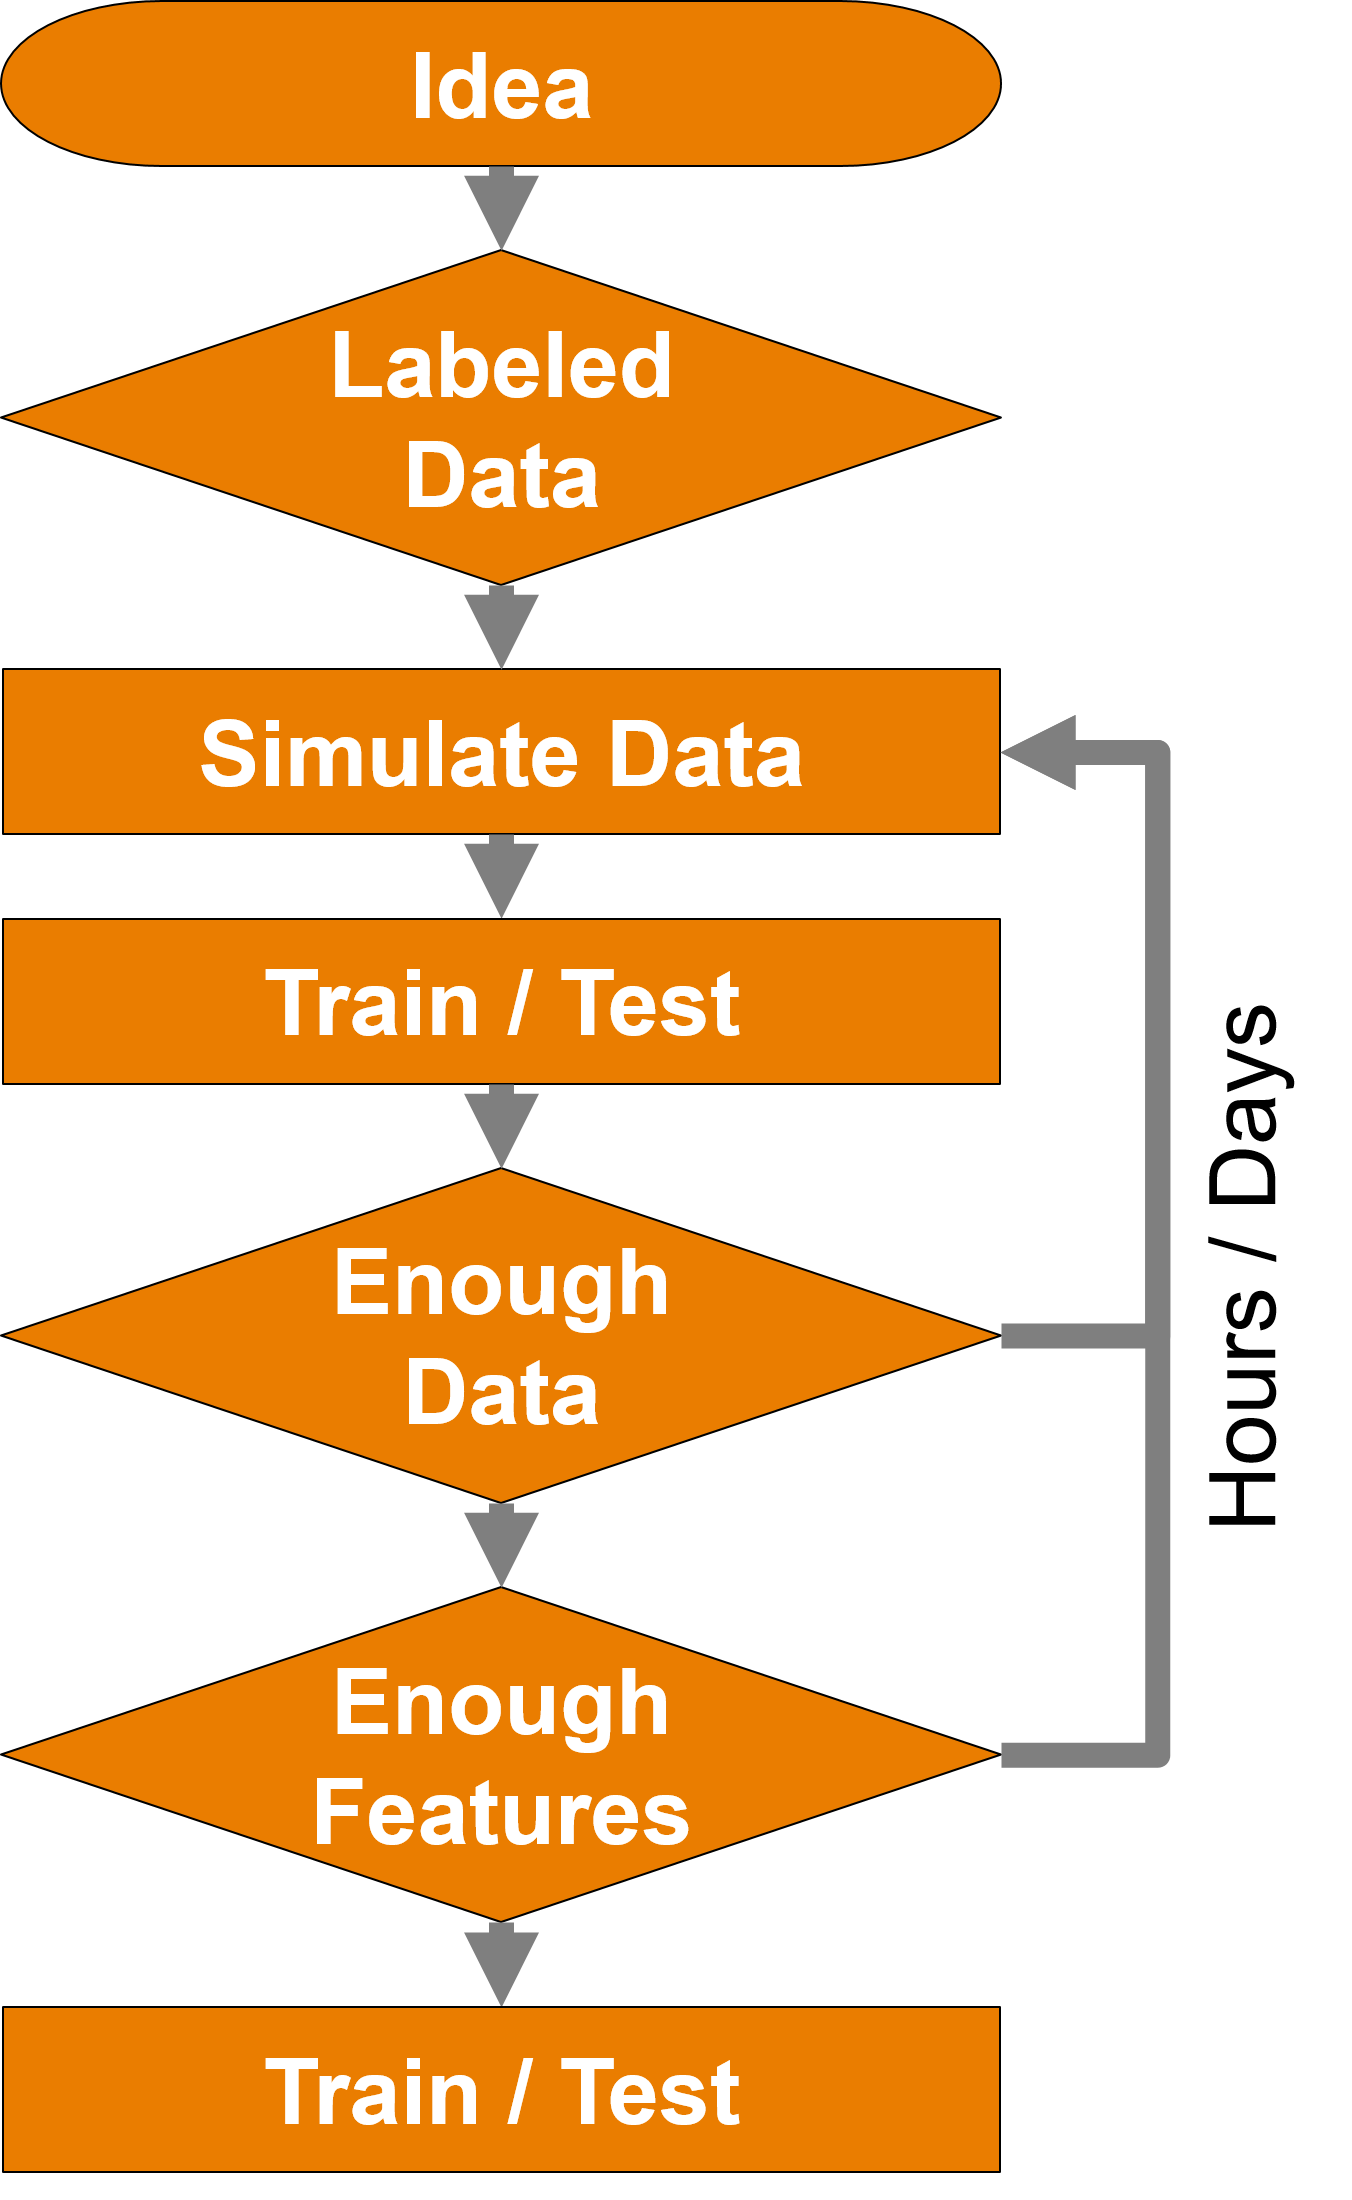 Idea
Labeled
Data
Simulate Data
Train / Test
Enough
Data
Enough
Features
Train / Test
Hours / Days